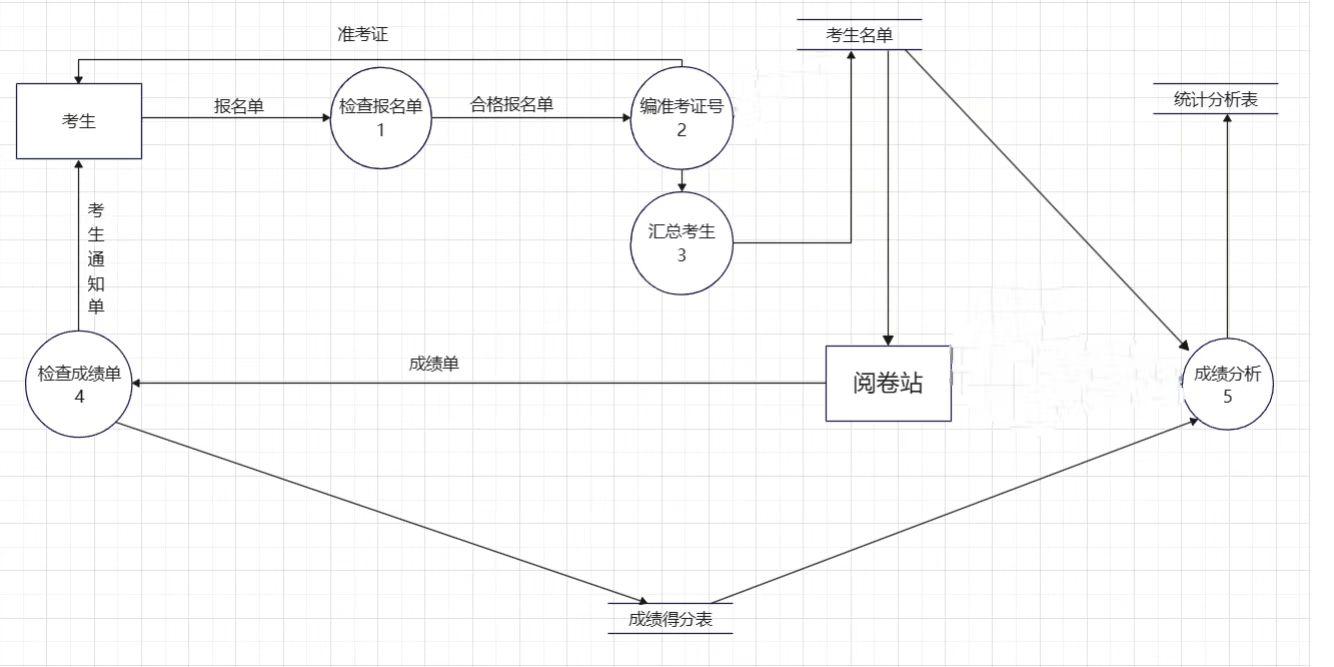 准考证
考生名单
统计分析表
考生
报名单
检查报名单
1
合格报名单
编准考证号
2
汇总考生
3
考生通知单
检查成绩单
4
成绩单
阅卷站
成绩分析
5
成绩得分表